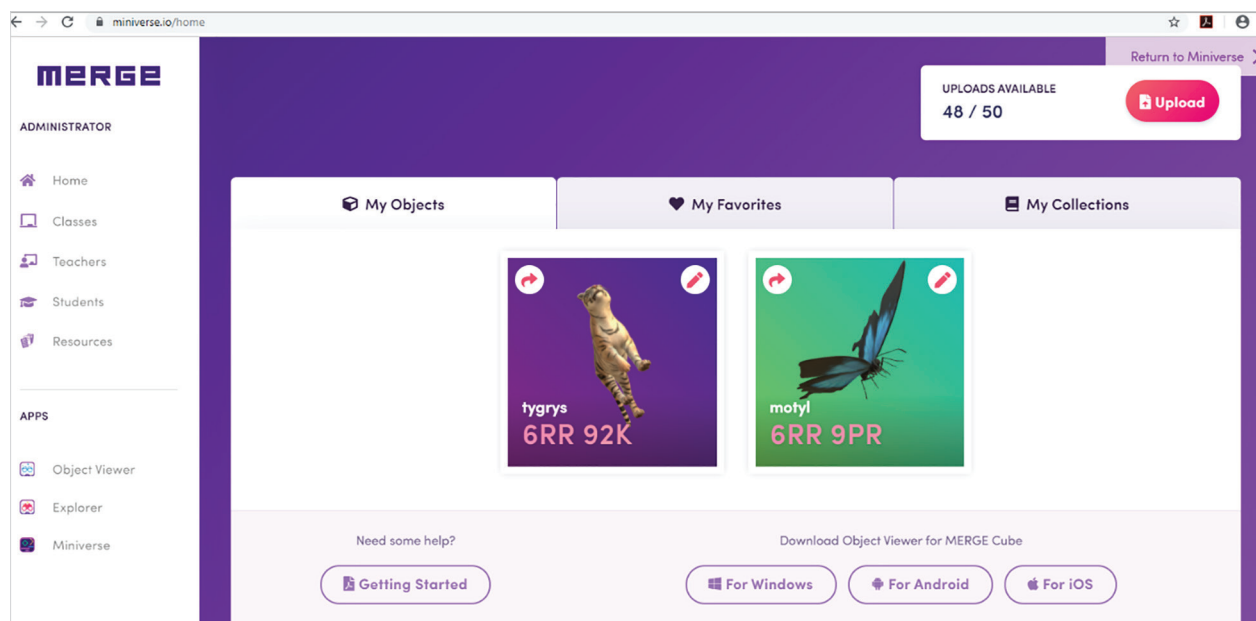 miniverse.io/home
MERGE
ADMINISTRATOR
Home
Classes
Teachers
Students
Resources
APPS
Object Viewer
Explorer
Miniverse
Return to Miniverse
UPLOADS AVAILABLE
48 / 50
Upload
My Objects
My Favorites
My Collections
tygrys
6RR 92K
motyl
6RR 9PR
Need some help?
Getting Started
Download Object Viewer for MERGE Cube
For Windows
For Android
For iOS